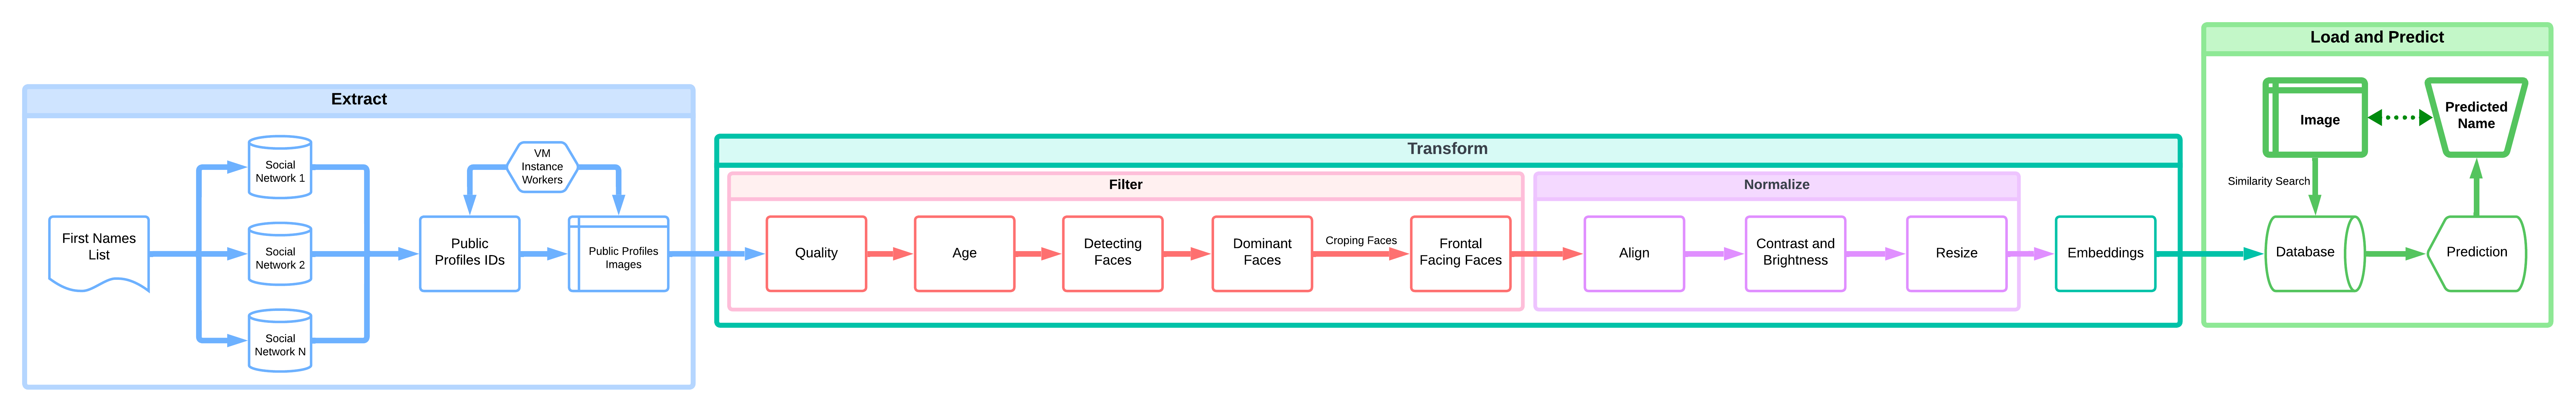 Extract
First Names
List
Social
Network 1
Social
Network 2
Social
Network N
Public
Profiles IDs
VM
Instance
Workers
Public Profiles
Images
Transform
Filter
Quality
Age
Detecting
Faces
Dominant
Faces
Croping Faces
Frontal
Facing Faces
Normalize
Align
Contrast and
Brightness
Resize
Embeddings
Load and Predict
Image
Predicted
Name
Similarity Search
Database
Prediction